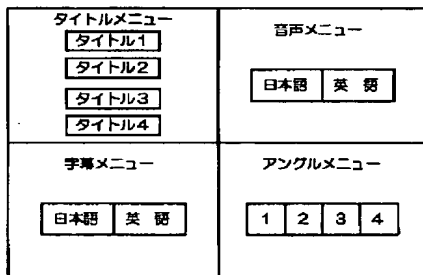 タイトルメニュー
タイトル1
タイトル2
タイトル3
タイトル4
音声メニュー
日本語 英 語
字幕メニュー
日本語 英 語
アングルメニュー
1 2 3 4